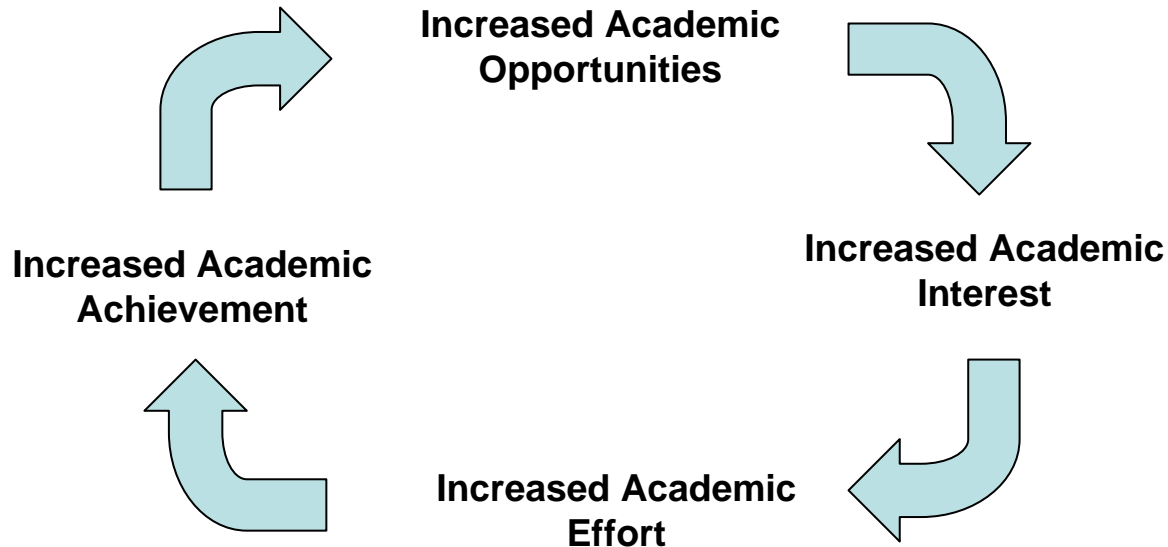 Increased Academic
Opportunities
Increased Academic
Interest
Increased Academic
Effort
Increased Academic
Achievement